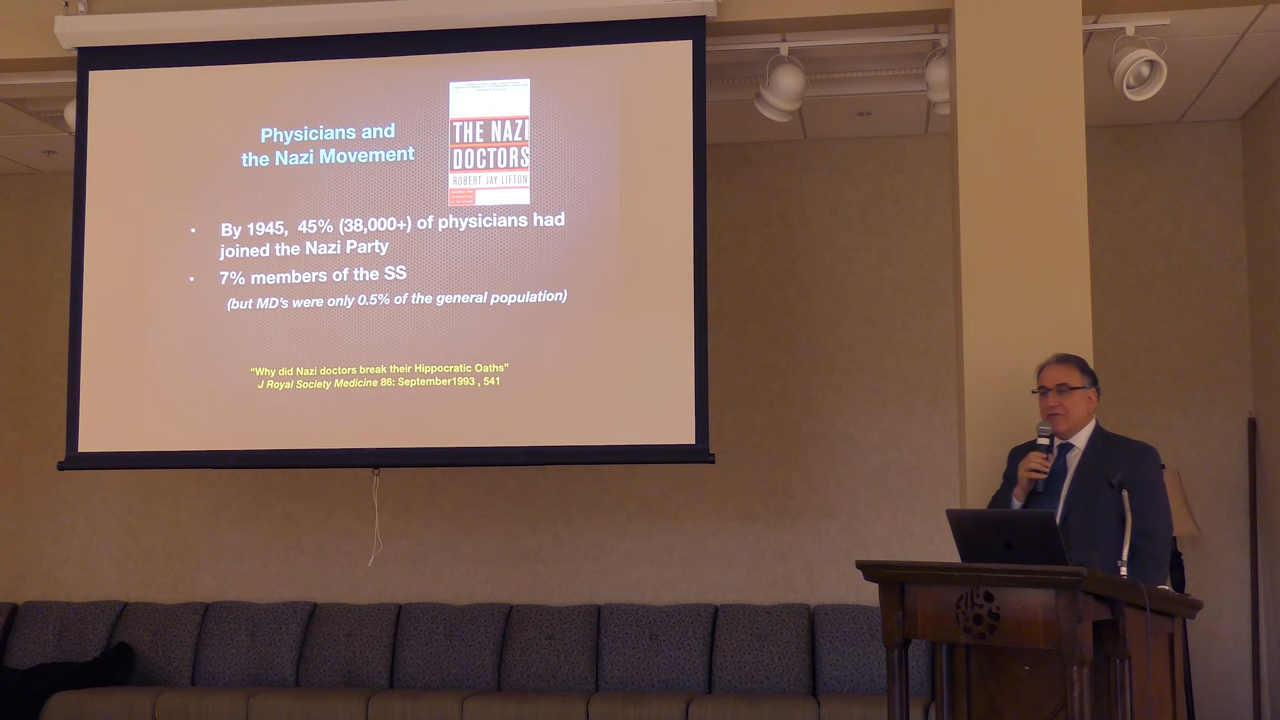 Physicians and
the Nazi Movement
THE NAZI
DOCTORS
ROBERT JAY LIFTON
• By 1945, 45% (38,000+) of physicians had
joined the Nazi Party
• 7% members of the SS
(but MD's were only 0.5% of the general population)
"Why did Nazi doctors break their Hippocratic Oaths"
J Royal Society Medicine 86: September1993 , 541